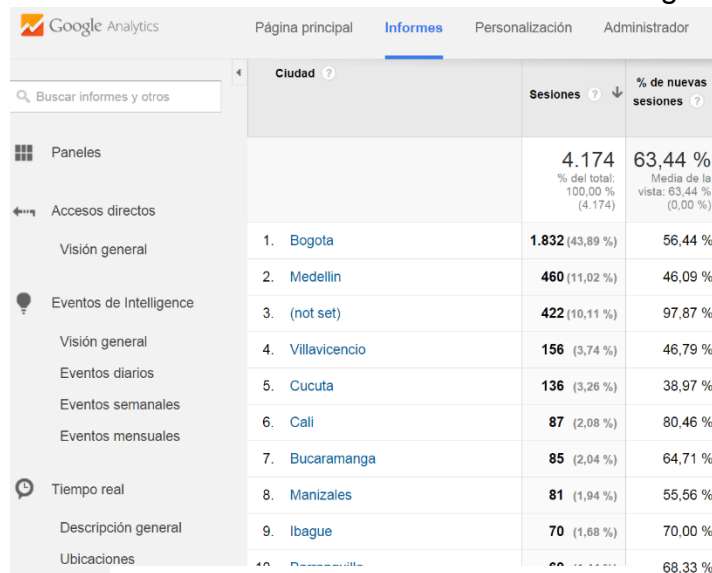 Google Analytics
Página principal Informes Personalización Administrador
Buscar informes y otros
Paneles
Accesos directos
Visión general
Eventos de Intelligence
Visión general
Eventos diarios
Eventos semanales
Eventos mensuales
Tiempo real
Descripción general
Ubicaciones
Ciudad ?
Sesiones ?
% de nuevas
sesiones ?
4.174
% del total:
100,00 %
(4.174)
63,44 %
Media de la
vista: 63,44 %
(0,00 %)
1. Bogota 1.832 (43,89 %) 56,44 %
2. Medellin 460 (11,02 %) 46,09 %
3. (not set) 422 (10,11 %) 97,87 %
4. Villavicencio 156 (3,74 %) 46,79 %
5. Cucuta 136 (3,26 %) 38,97 %
6. Cali 87 (2,08 %) 80,46 %
7. Bucaramanga 85 (2,04 %) 64,71 %
8. Manizales 81 (1,94 %) 55,56 %
9. Ibague 70 (1,68 %) 70,00 %
68,33 %